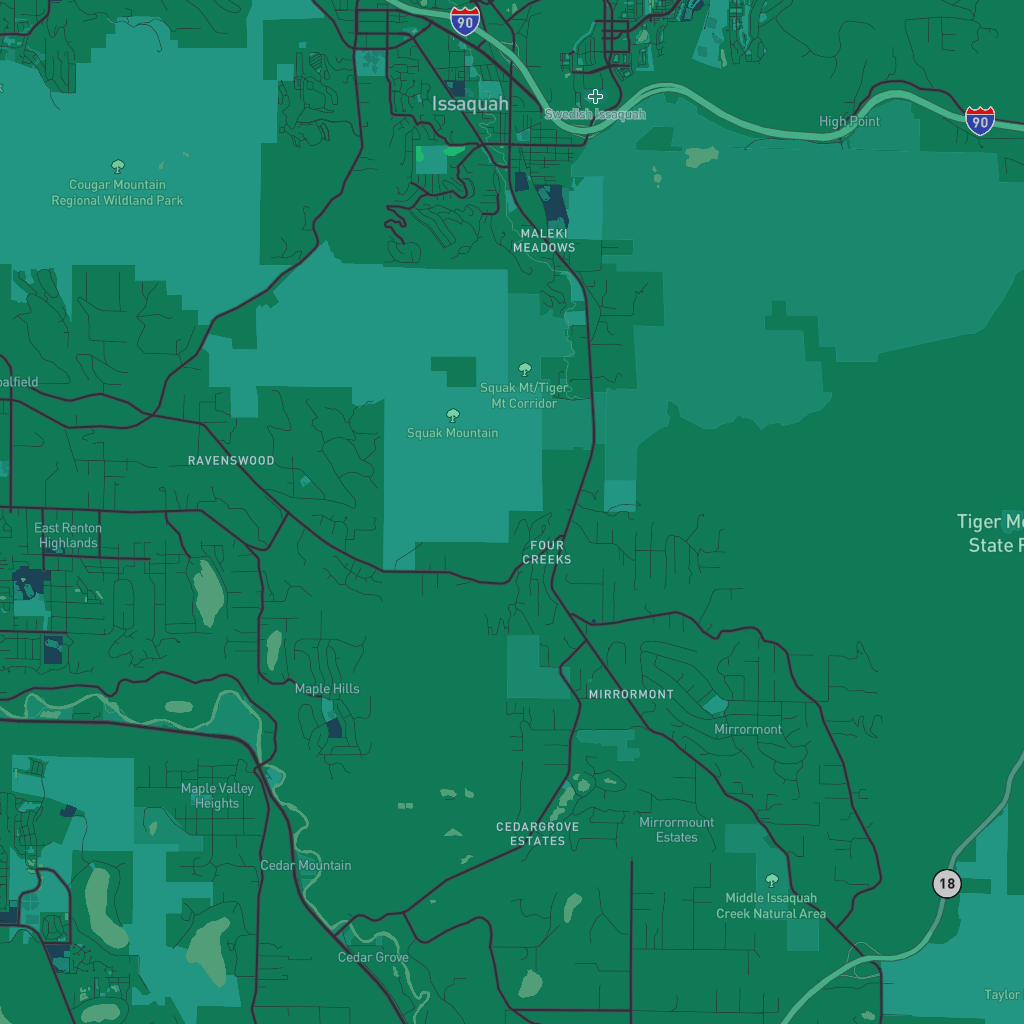 90
Issaquah
Swedish Issaquah
High Point
90
Cougar Mountain
Regional Wildland Park
MALEKI
MEADOWS
Squak Mt/Tiger
Mt Corridor
Squak Mountain
RAVENSWOOD
East Renton
Highlands
Tiger M
State F
FOUR
CREEKS
Maple Hills
MIRRORMONT
Mirrormont
Maple Valley
Heights
CEDARGROVE
ESTATES
Mirrormount
Estates
Cedar Mountain
18
Middle Issaquah
Creek Natural Area
Cedar Grove
Taylor